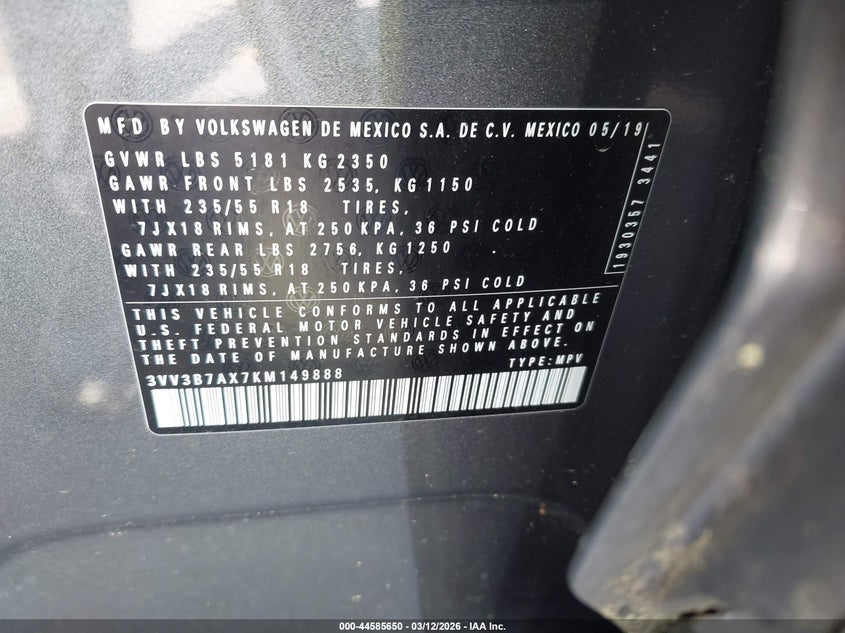 MFD BY VOLKSWAGEN DE MEXICO S.A. DE C.V. MEXICO 05/19
GVWR LBS 5181 KG 2350
GAWR FRONT LBS 2535, KG 1150
WITH 235/55 R18 TIRES,
7JX18 RIMS, AT 250 KPA, 36 PSI COLD
GAWR REAR LBS 2756, KG 1250
WITH 235/55 R18 TIRES,
7JX18 RIMS, AT 250 KPA, 36 PSI COLD
1930357 3441
THIS VEHICLE CONFORMS TO ALL APPLICABLE
U.S. FEDERAL MOTOR VEHICLE SAFETY AND
THEFT PREVENTION STANDARDS IN EFFECT ON
THE DATE OF MANUFACTURE SHOWN ABOVE.
3VV3B7AX7KM149888 TYPE: MPV
000-44585650 - 03/12/2026 - IAA Inc.